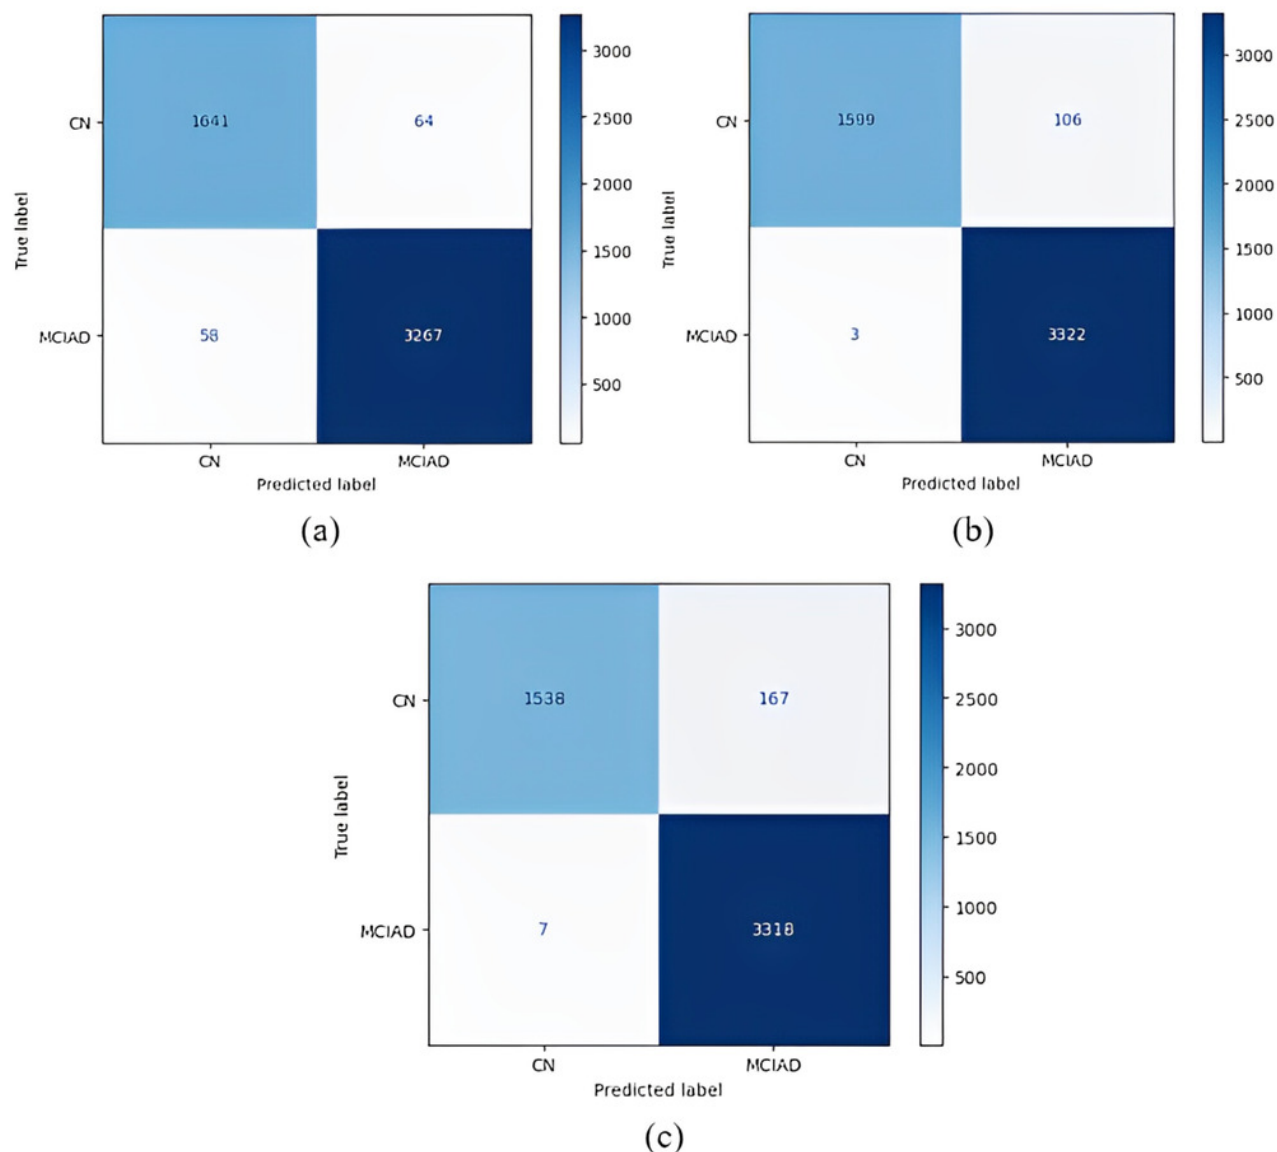 3000
2500
2000
1500
1000
500
CN
1641
64
MCIAD
58
3267
CN
MCIAD
True label
Predicted label
(a)
3000
2500
2000
1500
1000
500
CN
1599
106
MCIAD
3
3322
CN
MCIAD
True label
Predicted label
(b)
3000
2500
2000
1500
1000
500
CN
1538
167
MCIAD
7
3318
CN
MCIAD
True label
Predicted label
(c)